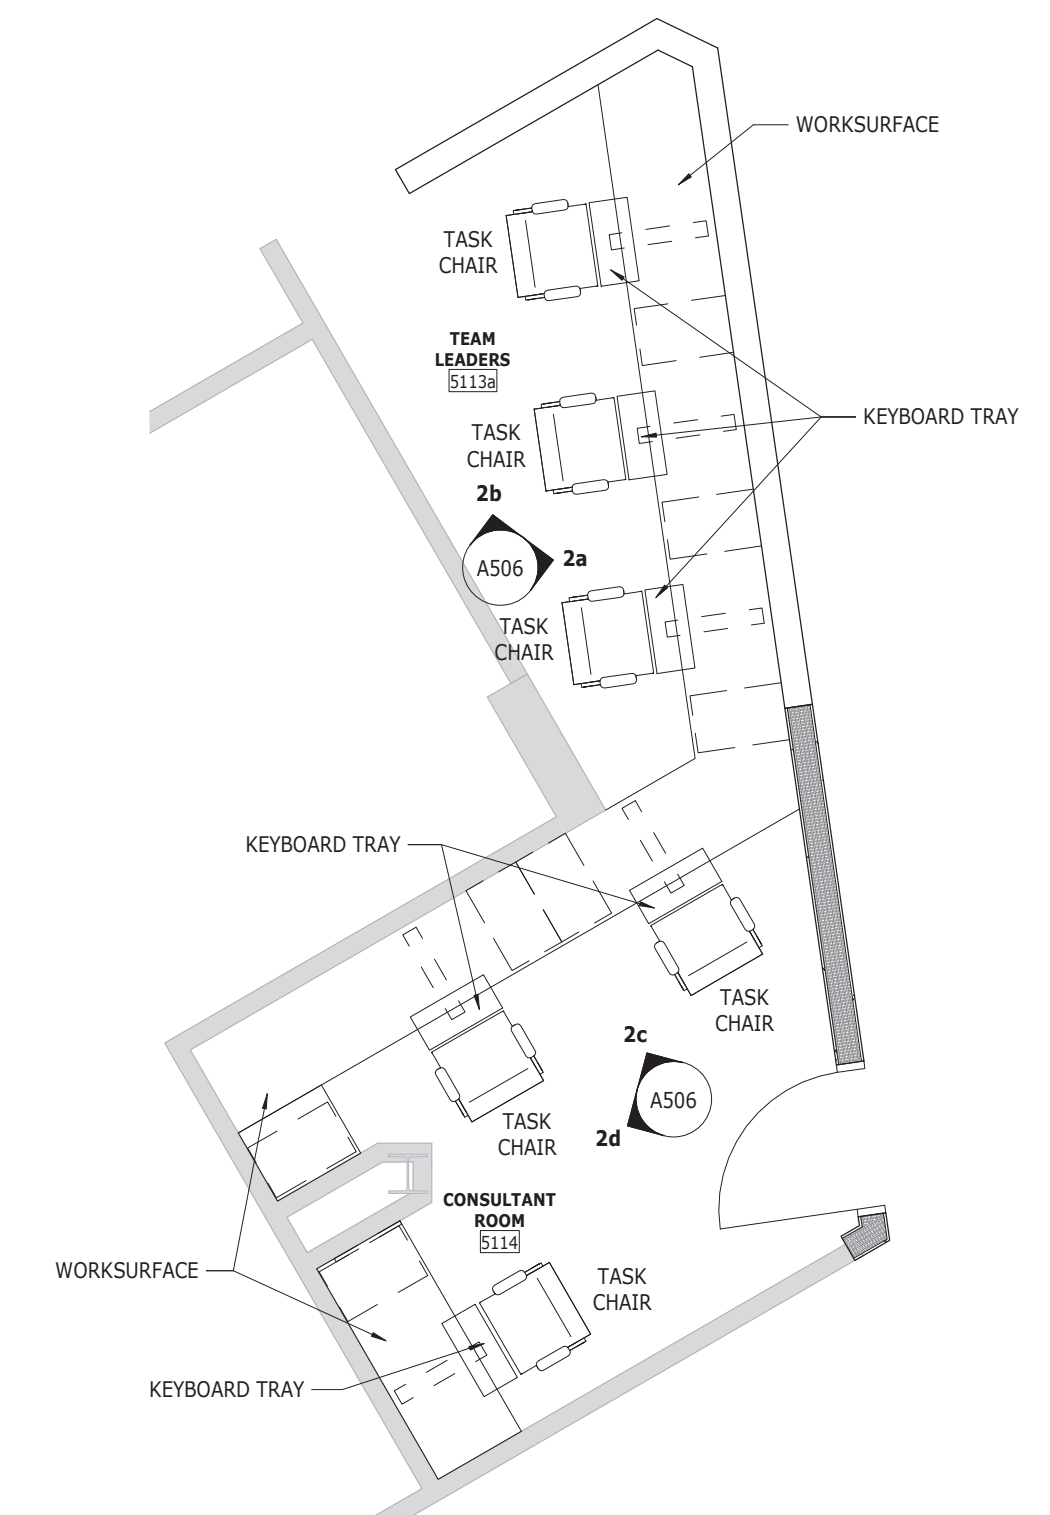 WORKSURFACE
TASK
CHAIR
TEAM
LEADERS
5113a
KEYBOARD TRAY
TASK
CHAIR
2b
2a
A506
TASK
CHAIR
KEYBOARD TRAY
TASK
CHAIR
2c
A506
2d
TASK
CHAIR
CONSULTANT
ROOM
5114
WORKSURFACE
TASK
CHAIR
KEYBOARD TRAY